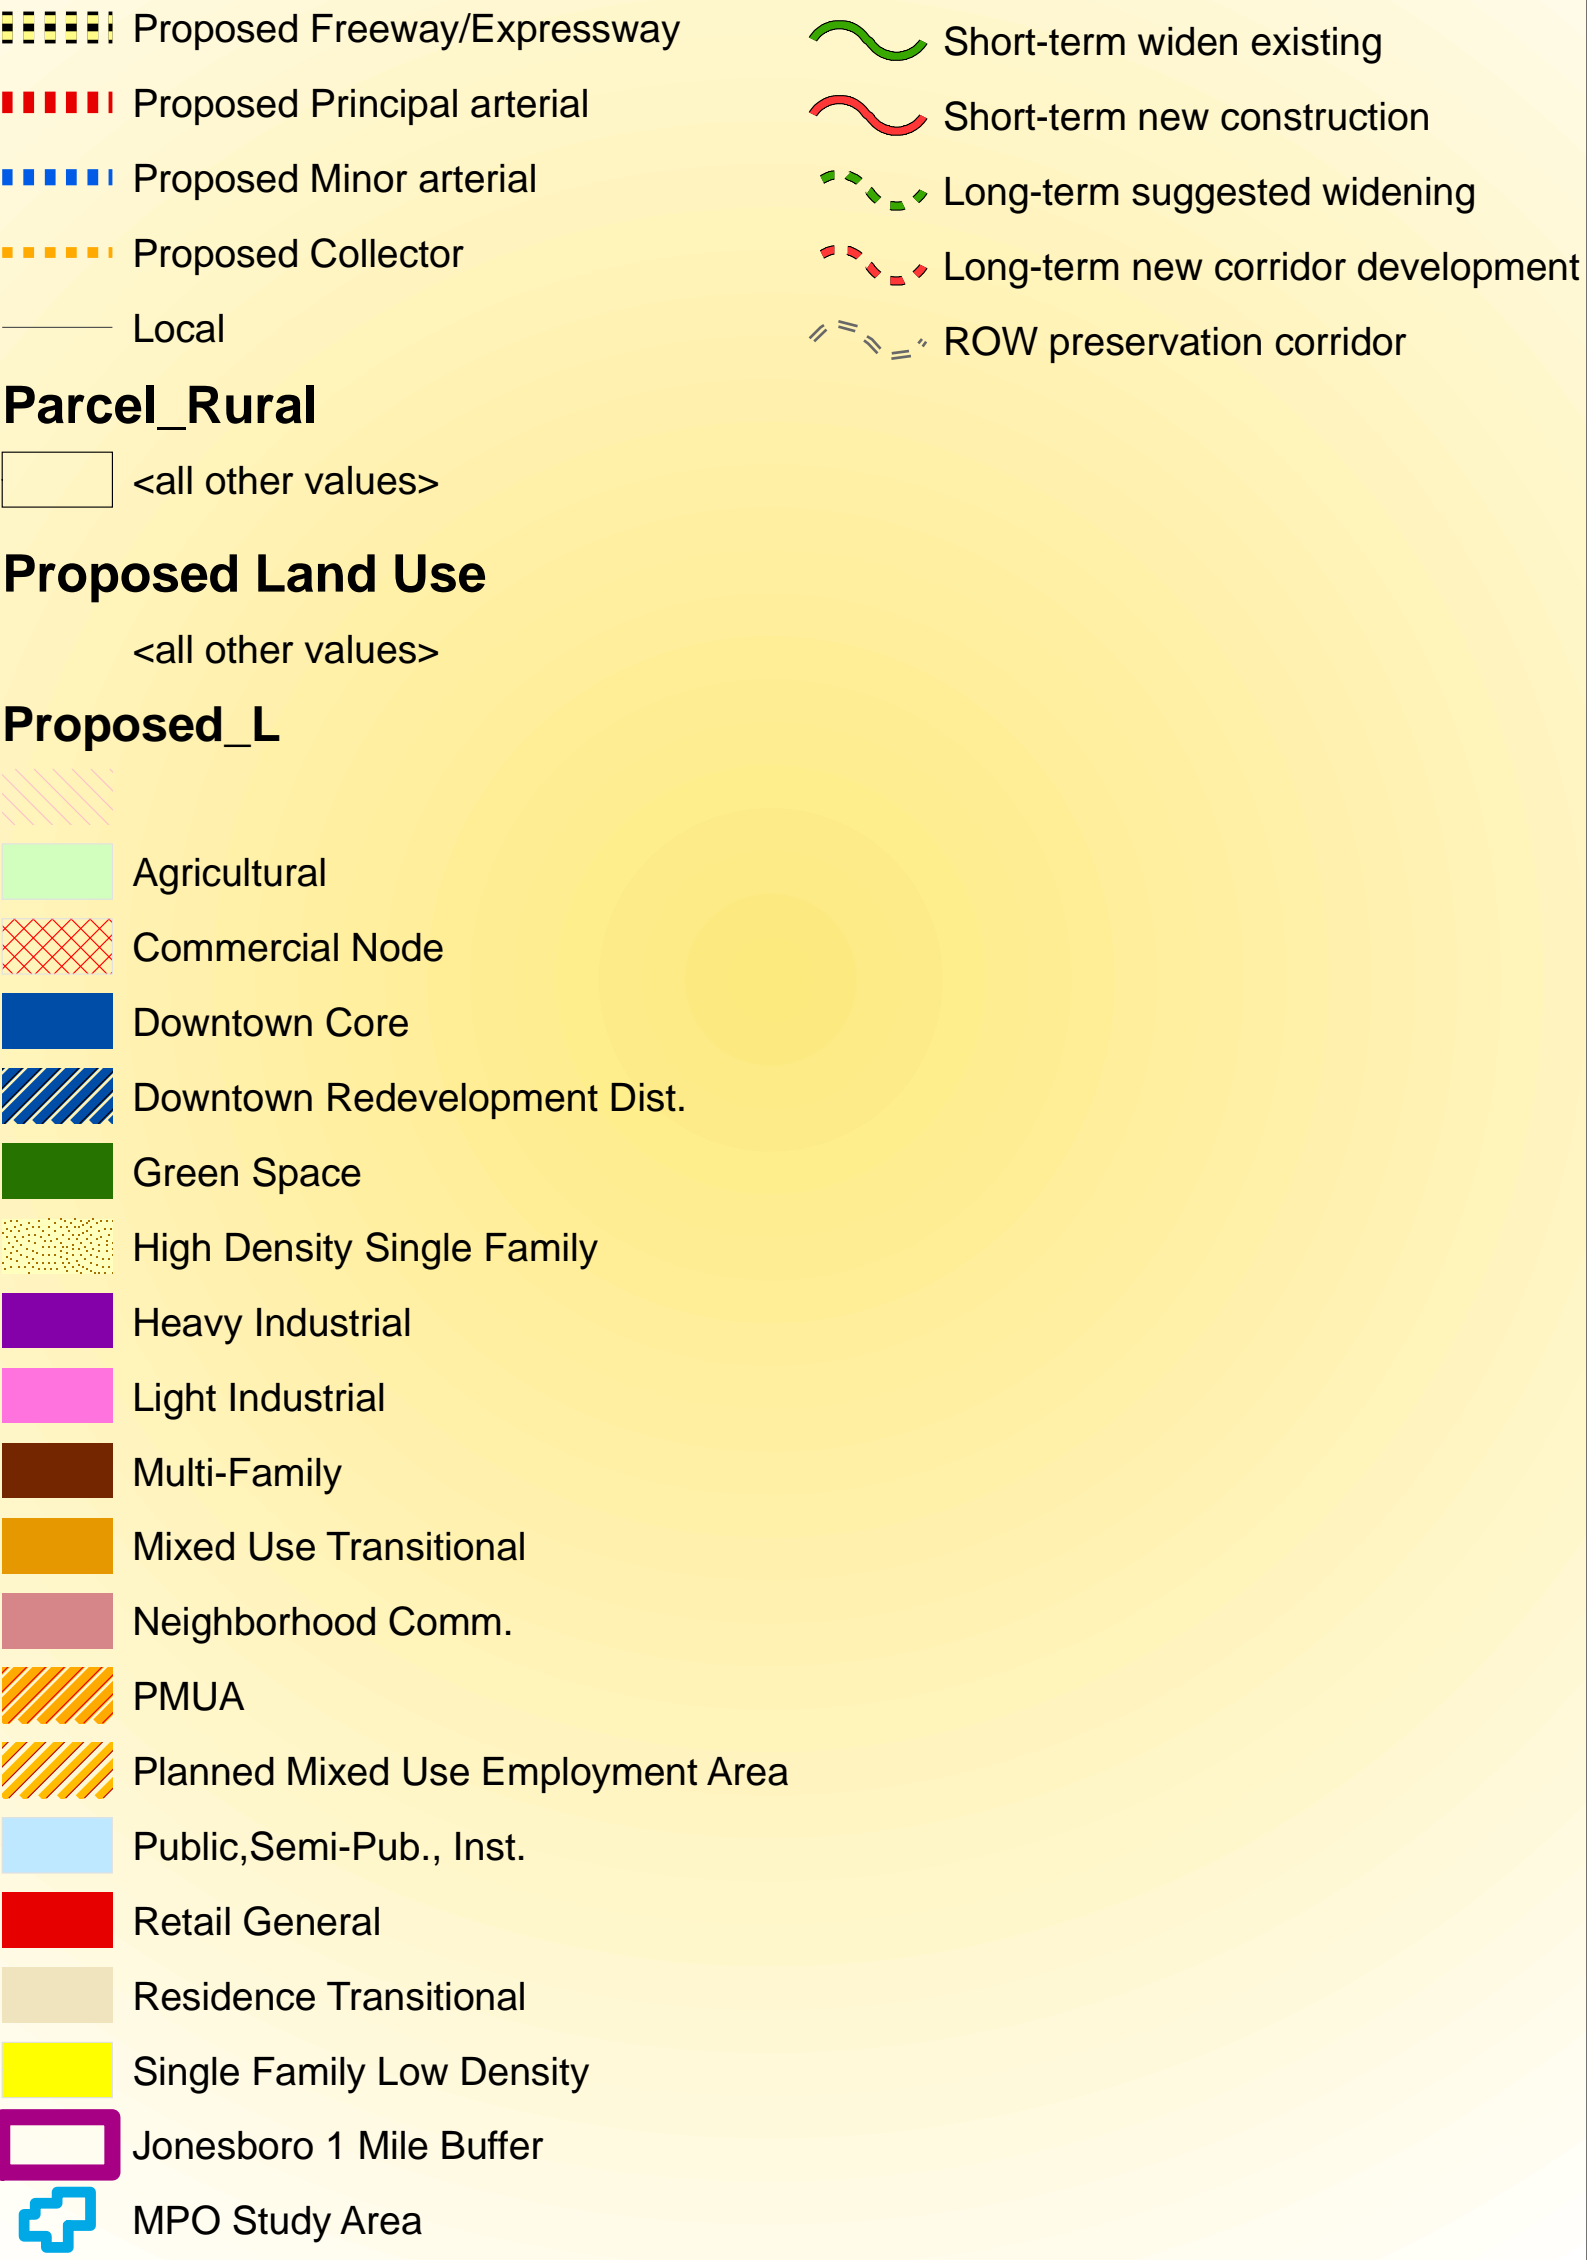 Proposed Freeway/Expressway
Proposed Principal arterial
Proposed Minor arterial
Proposed Collector
Local
Short-term widen existing
Short-term new construction
Long-term suggested widening
Long-term new corridor development
ROW preservation corridor
Parcel_Rural
<all other values>
Proposed Land Use
<all other values>
Proposed_L
Agricultural
Commercial Node
Downtown Core
Downtown Redevelopment Dist.
Green Space
High Density Single Family
Heavy Industrial
Light Industrial
Multi-Family
Mixed Use Transitional
Neighborhood Comm.
PMUA
Planned Mixed Use Employment Area
Public,Semi-Pub., Inst.
Retail General
Residence Transitional
Single Family Low Density
Jonesboro 1 Mile Buffer
MPO Study Area